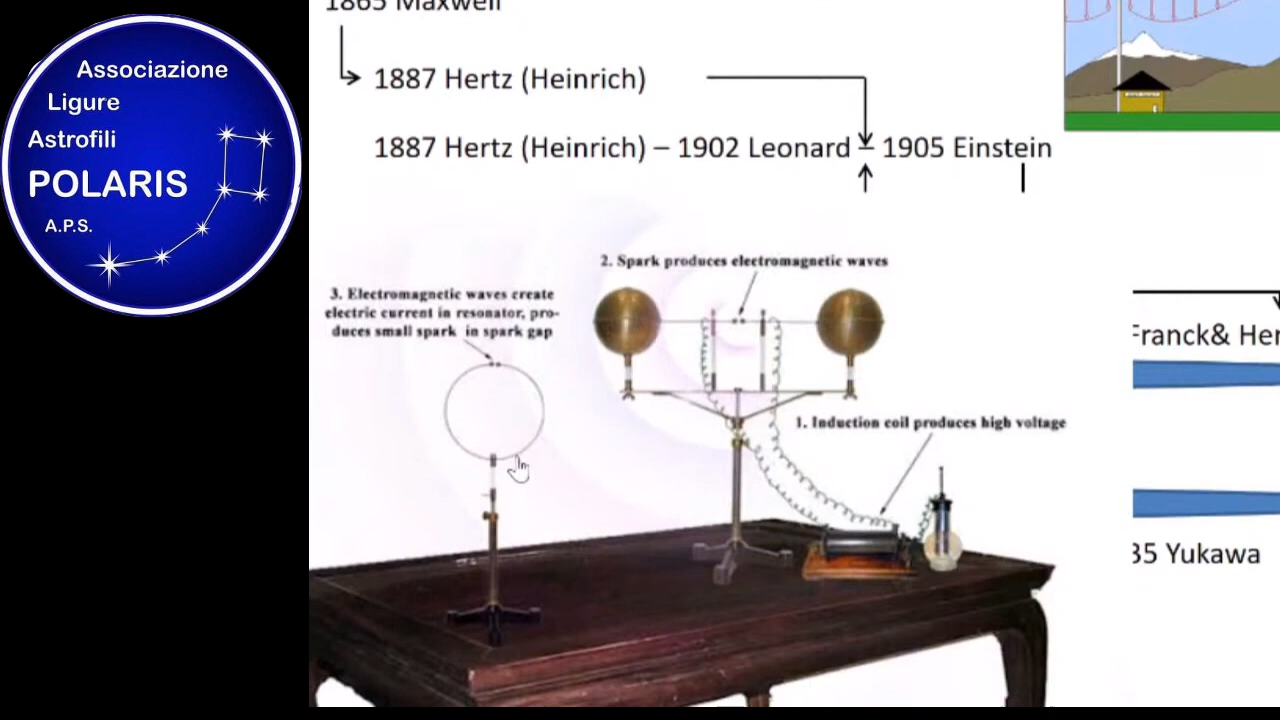 Associazione
Ligure
Astrofili
POLARIS
A.P.S.
1865 Maxwell
1887 Hertz (Heinrich)
1887 Hertz (Heinrich) – 1902 Leonard – 1905 Einstein
2. Spark produces electromagnetic waves
3. Electromagnetic waves create
electric current in resonator, pro-
duces small spark in spark gap
1. Induction coil produces high voltage
Franck& Her
35 Yukawa